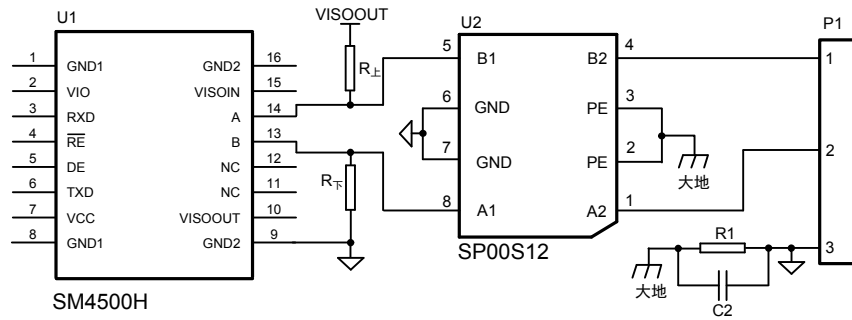 U1
1 GND1 GND2 16
2 VIO VISOIN 15
3 RXD A 14
4 RE B 13
5 DE NC 12
6 TXD NC 11
7 VCC VISOOUT 10
8 GND1 GND2 9
SM4500H
VISOOUT
R上
R下
U2
5 B1 B2 4
6 GND PE 3
7 GND PE 2
8 A1 A2 1
SP00S12
大地
P1
1
2
3
R1
C2
大地